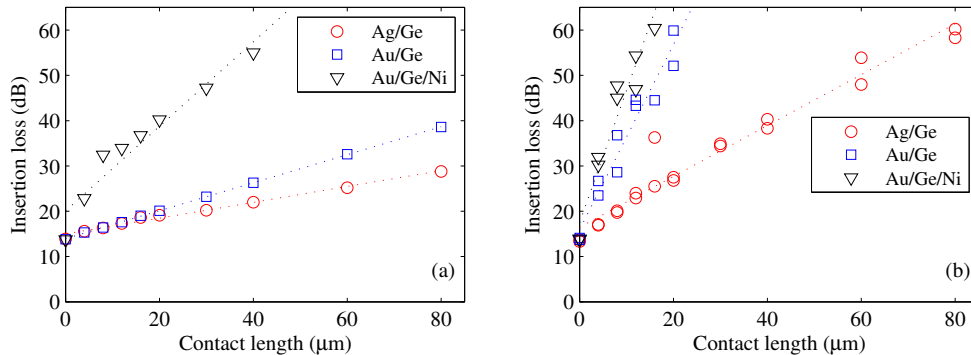 60
50
40
30
20
10
0
Insertion loss (dB)
Ag/Ge
Au/Ge
Au/Ge/Ni
(a)
0 20 40 60 80
Contact length (μm)
60
50
40
30
20
10
0
Insertion loss (dB)
Ag/Ge
Au/Ge
Au/Ge/Ni
(b)
0 20 40 60 80
Contact length (μm)